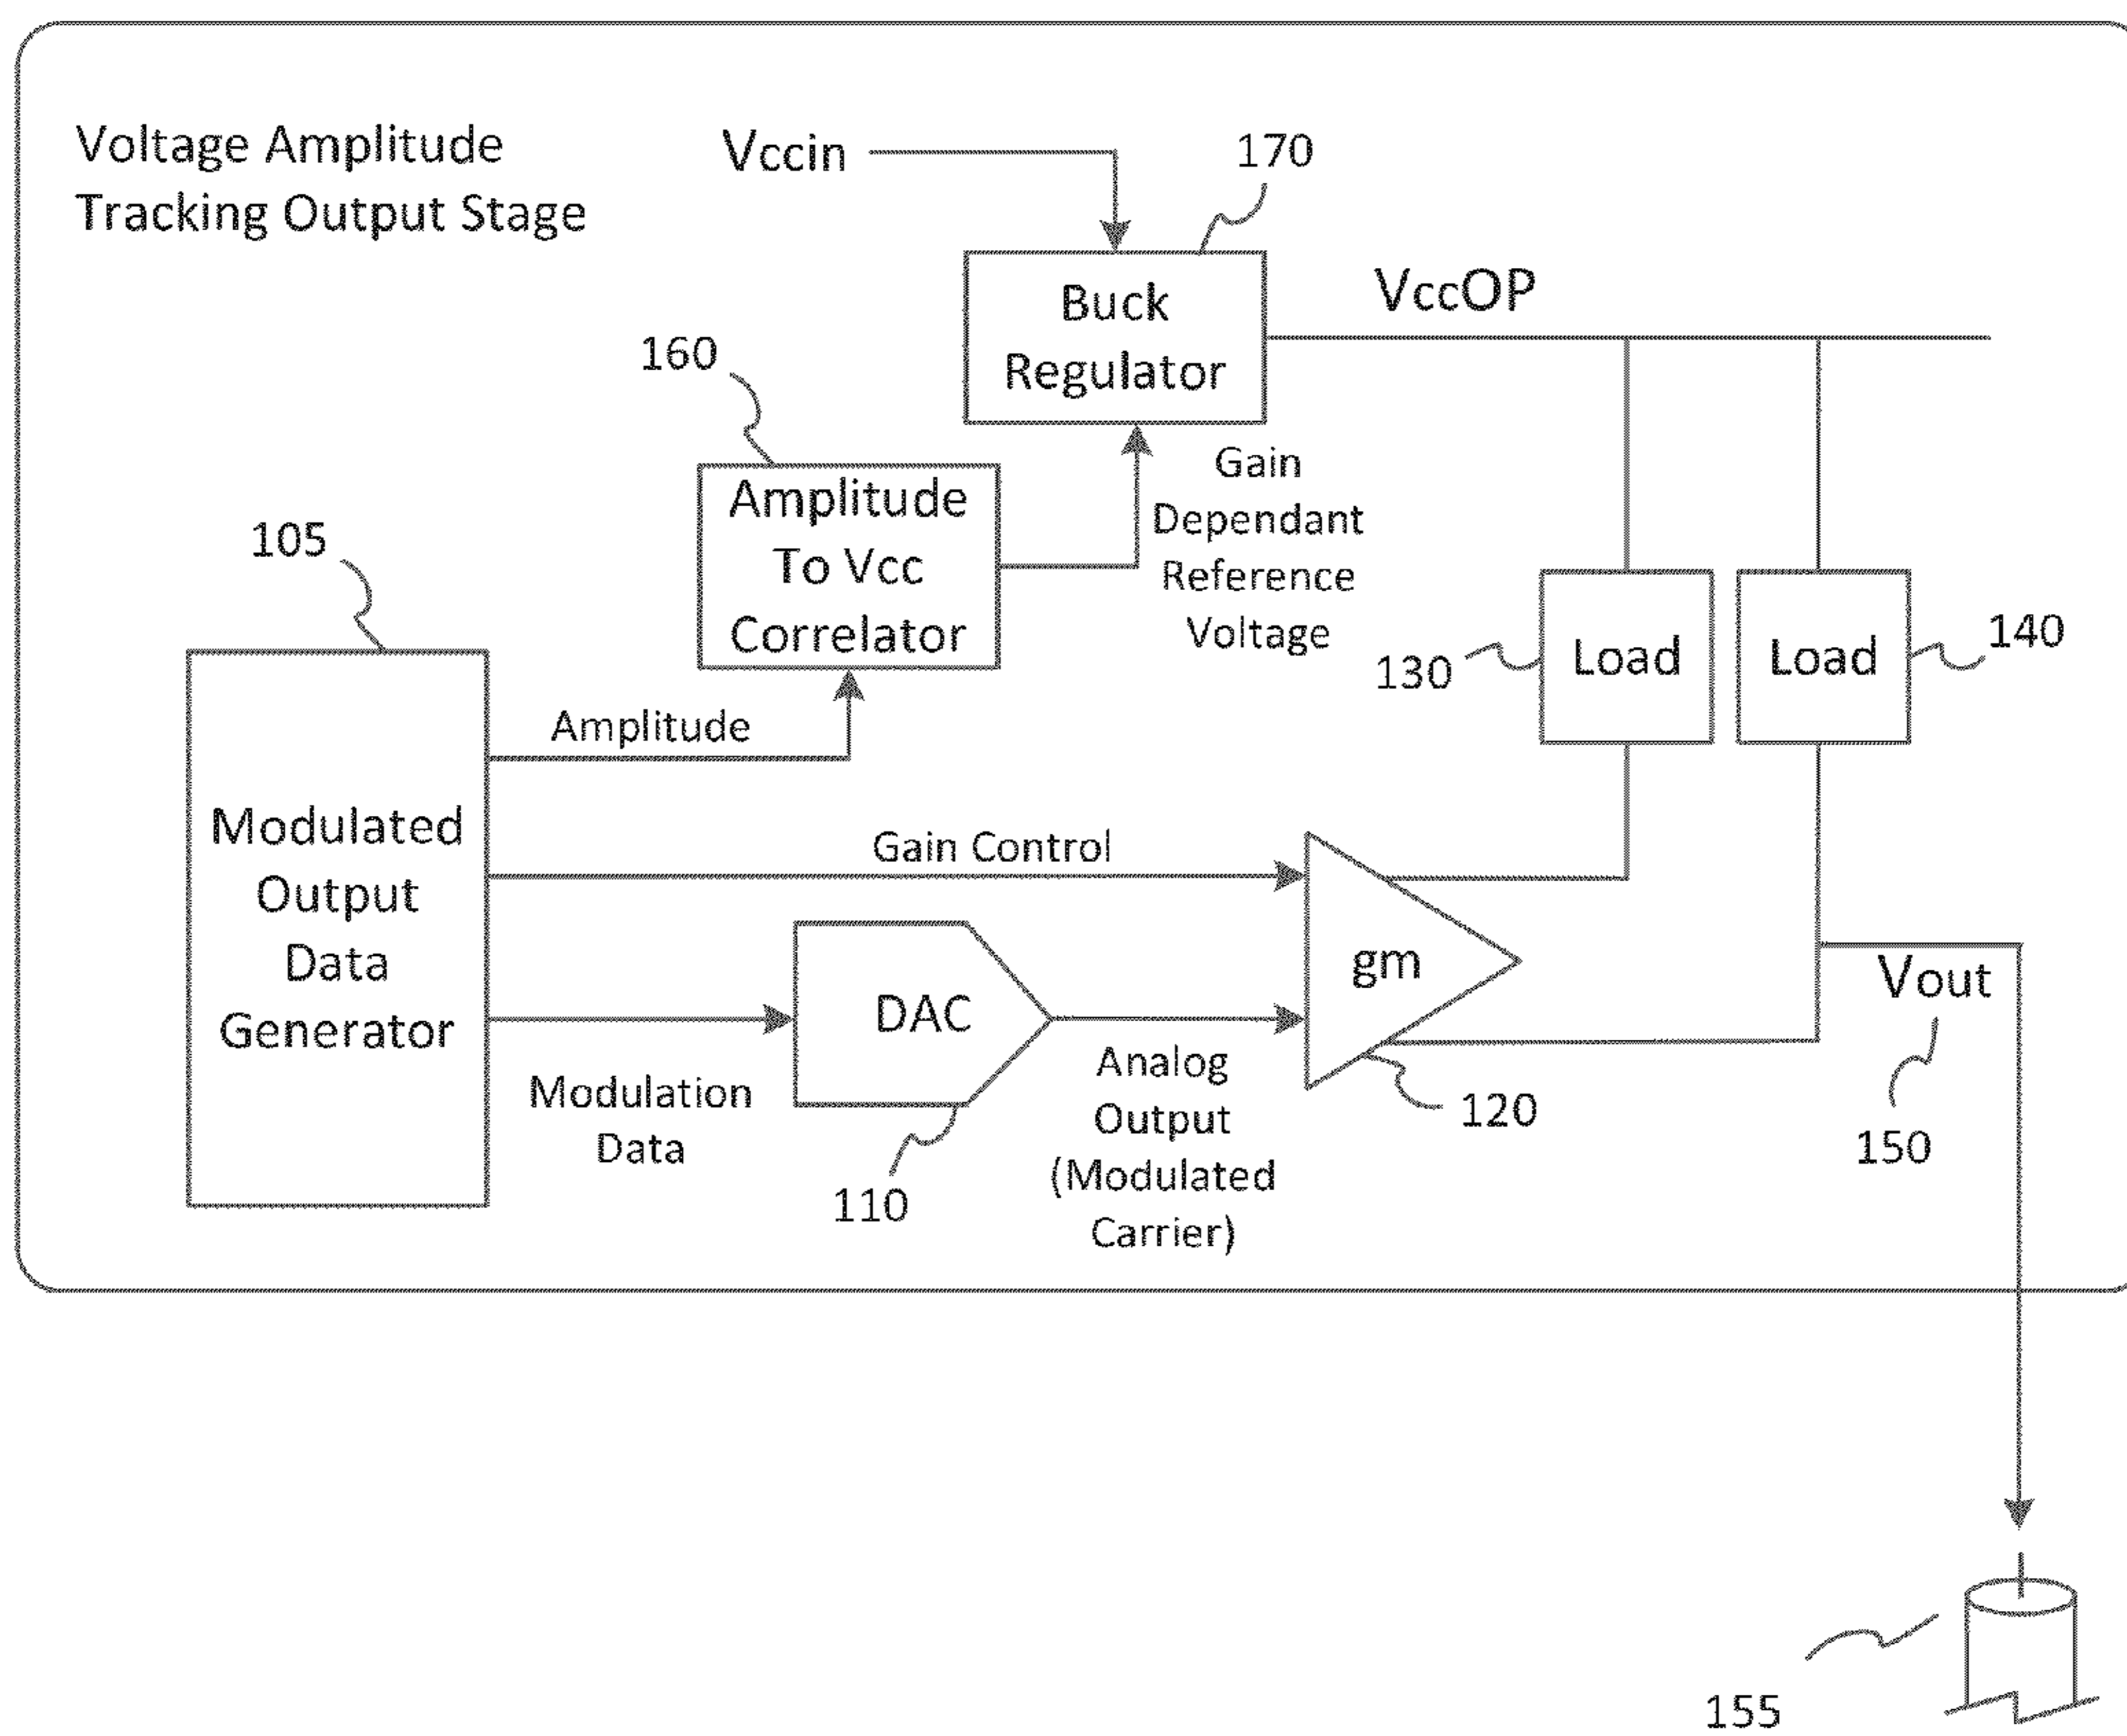 Voltage Amplitude
Tracking Output Stage
Vccin
170
Buck
Regulator
VccOP
160
Amplitude
To Vcc
Correlator
Gain
Dependant
Reference
Voltage
105
Modulated
Output
Data
Generator
Amplitude
Gain Control
Modulation
Data
DAC
110
Analog
Output
(Modulated
Carrier)
gm
120
130
Load
Load
140
Vout
150
155